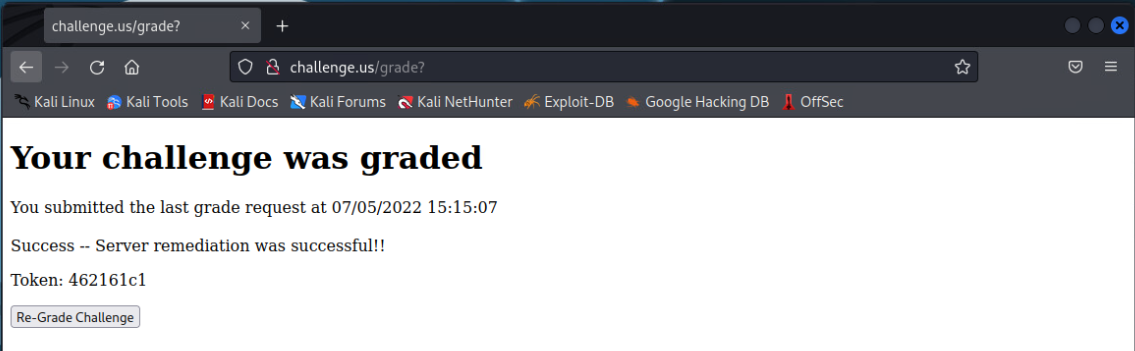 challenge.us/grade?
challenge.us/grade?
Kali Linux Kali Tools Kali Docs Kali Forums Kali NetHunter Exploit-DB Google Hacking DB OffSec
Your challenge was graded
You submitted the last grade request at 07/05/2022 15:15:07
Success -- Server remediation was successful!!
Token: 462161c1
Re-Grade Challenge